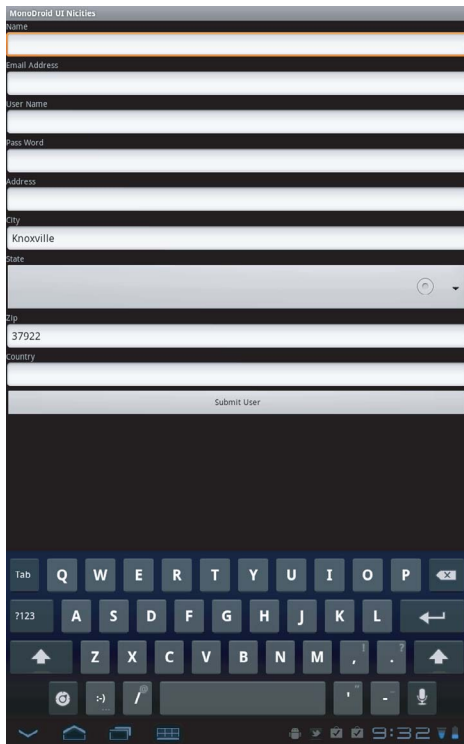 MonoDroid UI Nicities
Name
Email Address
User Name
Pass Word
Address
City
Knoxville
State
Zip
37922
Country
Submit User
Tab Q W E R T Y U I O P
?123 A S D F G H J K L
Z X C V B N M , ! . ?
:-) / @ ' " - _
9:32